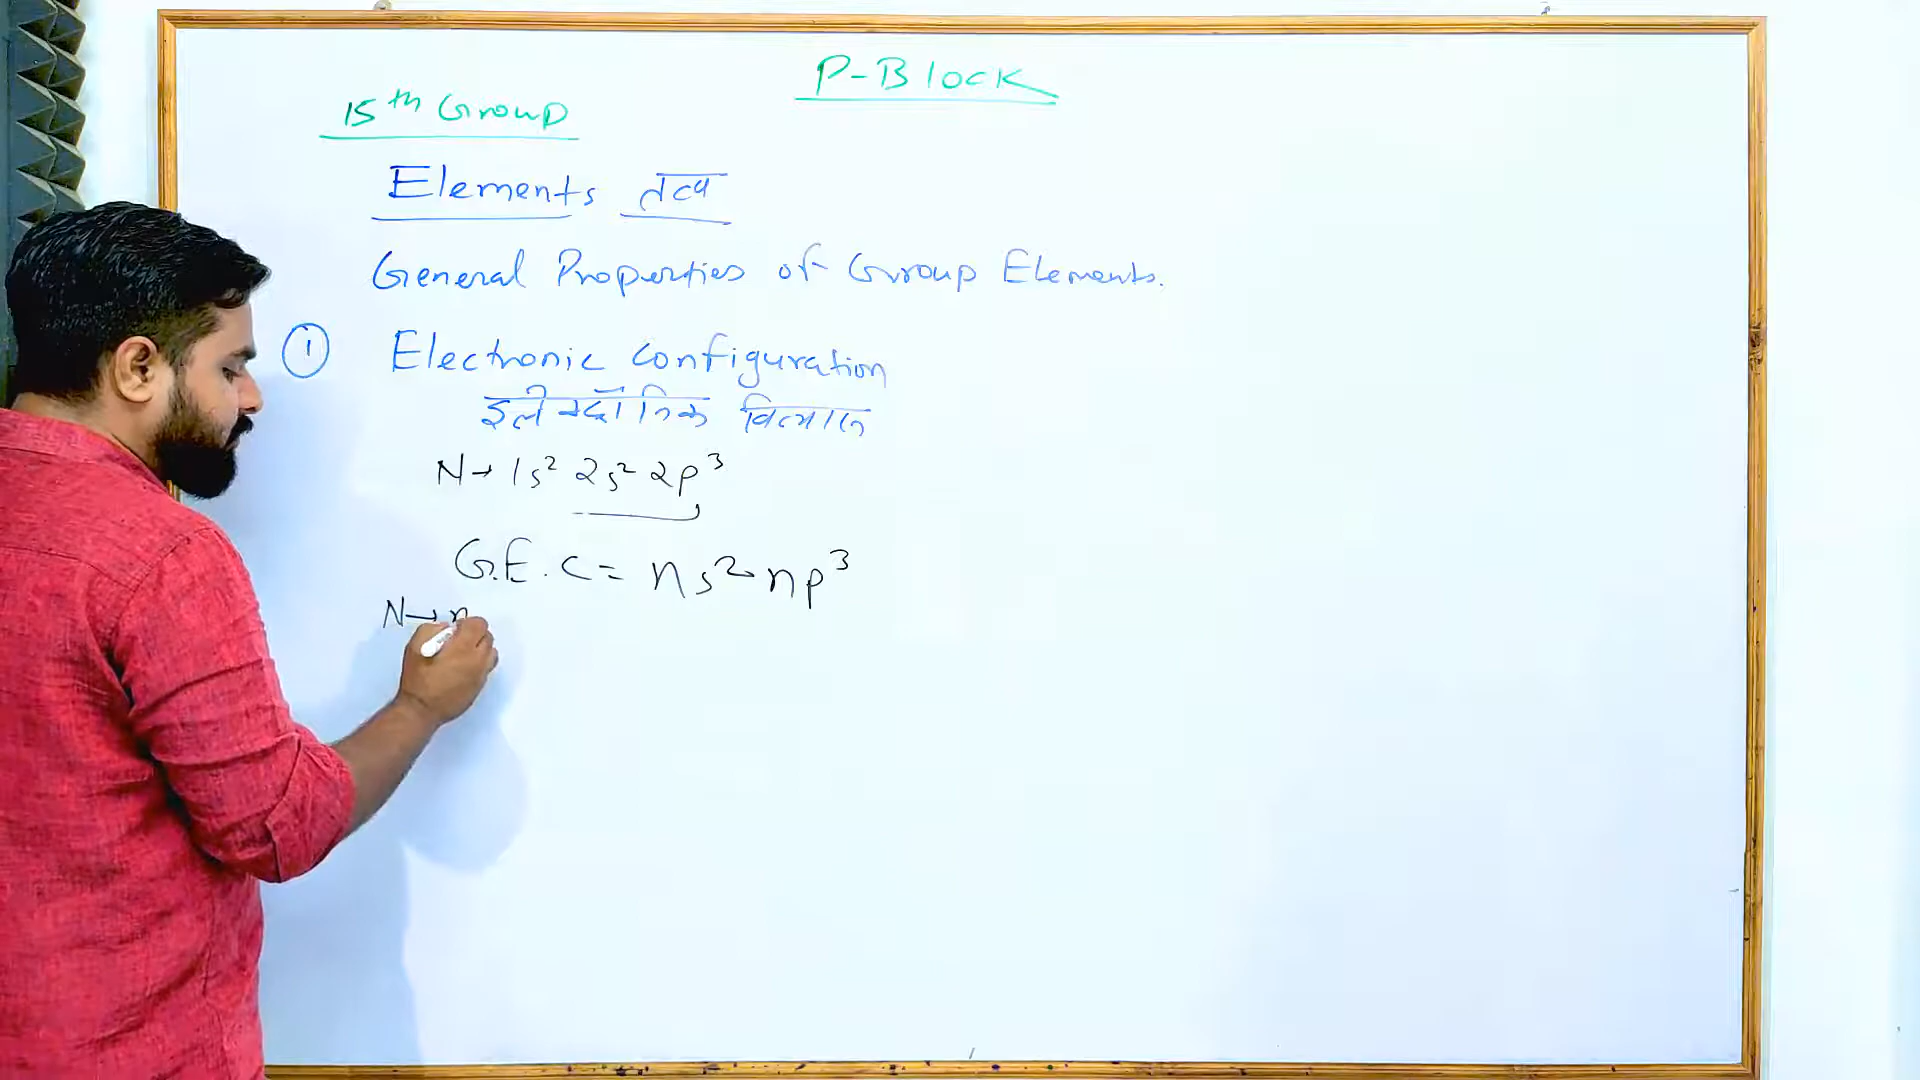 P-Block
15th Group
Elements तत्व
General Properties of Group Elements.
1 Electronic configuration
इलेक्ट्रॉनिक विन्यास
N → 1s² 2s² 2p³
G.E.C = ns² np³
N → n